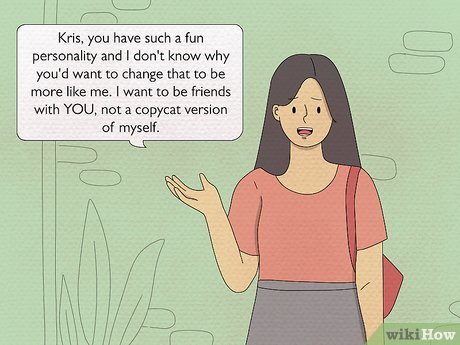 Kris, you have such a fun
personality and I don't know why
you'd want to change that to be
more like me. I want to be friends
with YOU, not a copycat version
of myself.
wikiHow